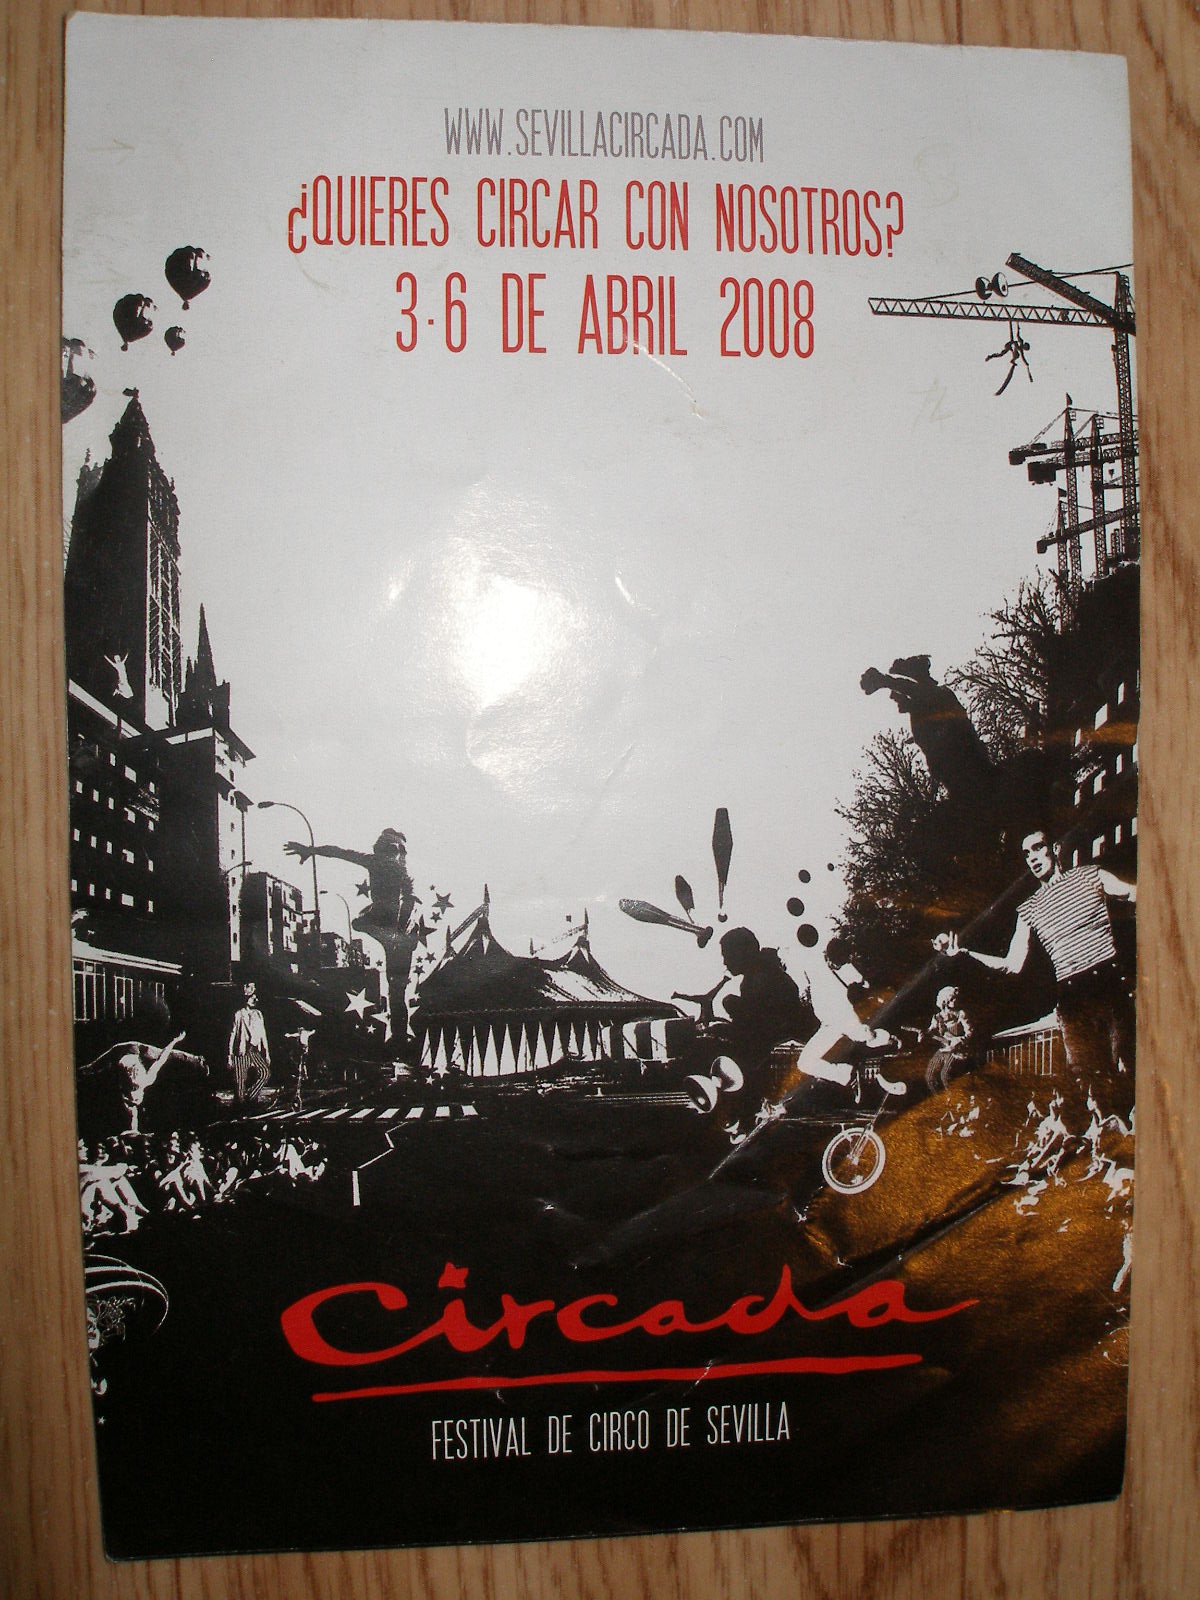 WWW.SEVILLACIRCADA.COM
¿QUIERES CIRCAR CON NOSOTROS?
3·6 DE ABRIL 2008
Circada
FESTIVAL DE CIRCO DE SEVILLA